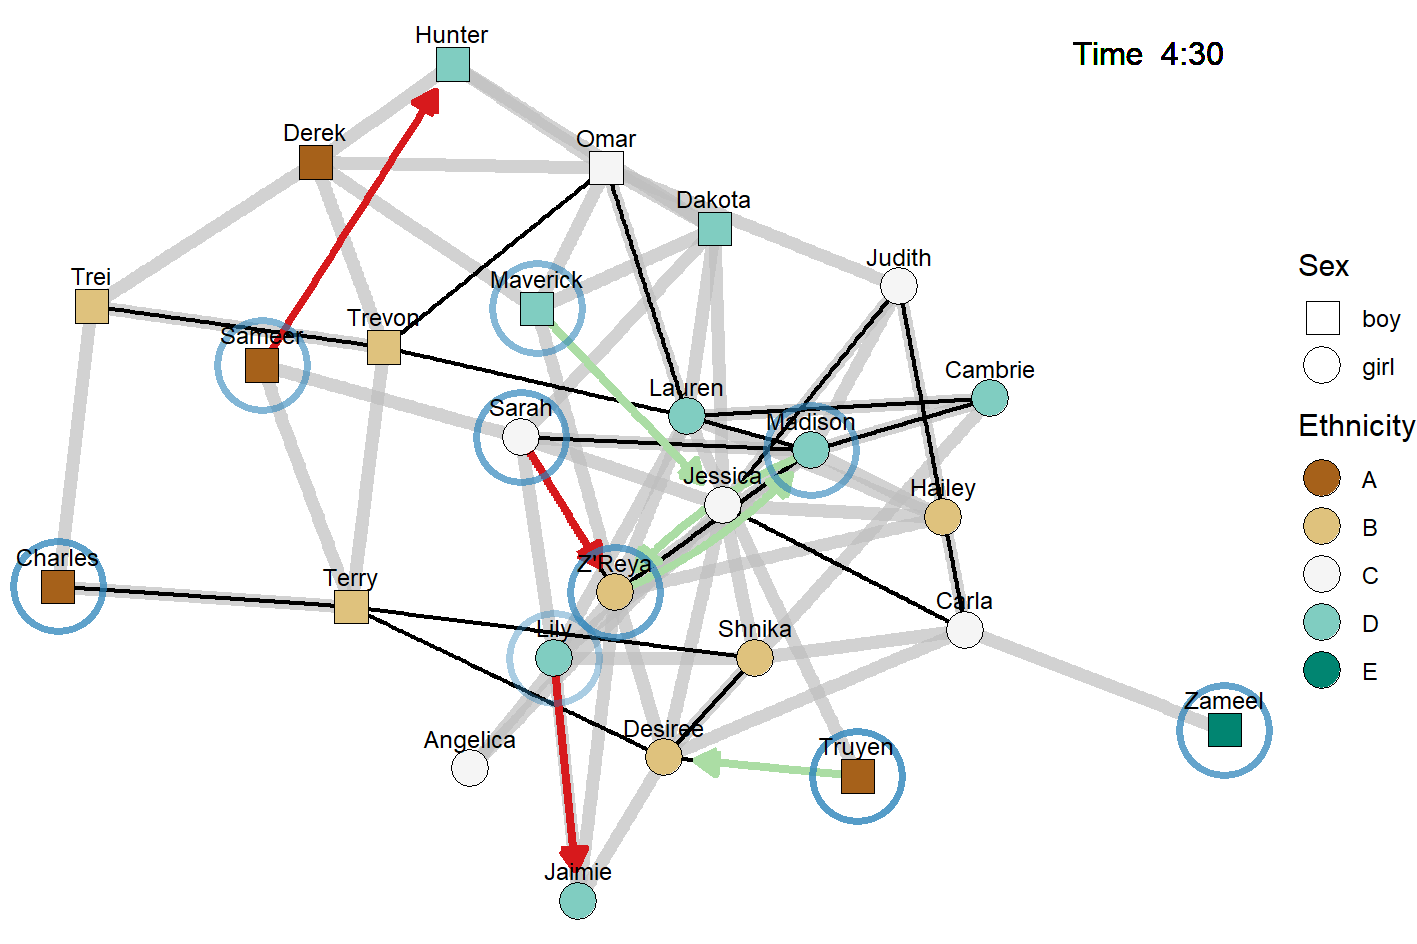 Hunter
Time 4:30
Derek
Omar
Dakota
Judith
Sex
Trei
Maverick
boy
Trevon
Sameer
girl
Cambrie
Lauren
Sarah
Madison
Ethnicity
Jessica
A
Hailey
B
Charles
Z'Reya
C
Terry
Carla
Lily
Shnika
D
E
Zameel
Angelica
Desiree
Truyen
Jaimie